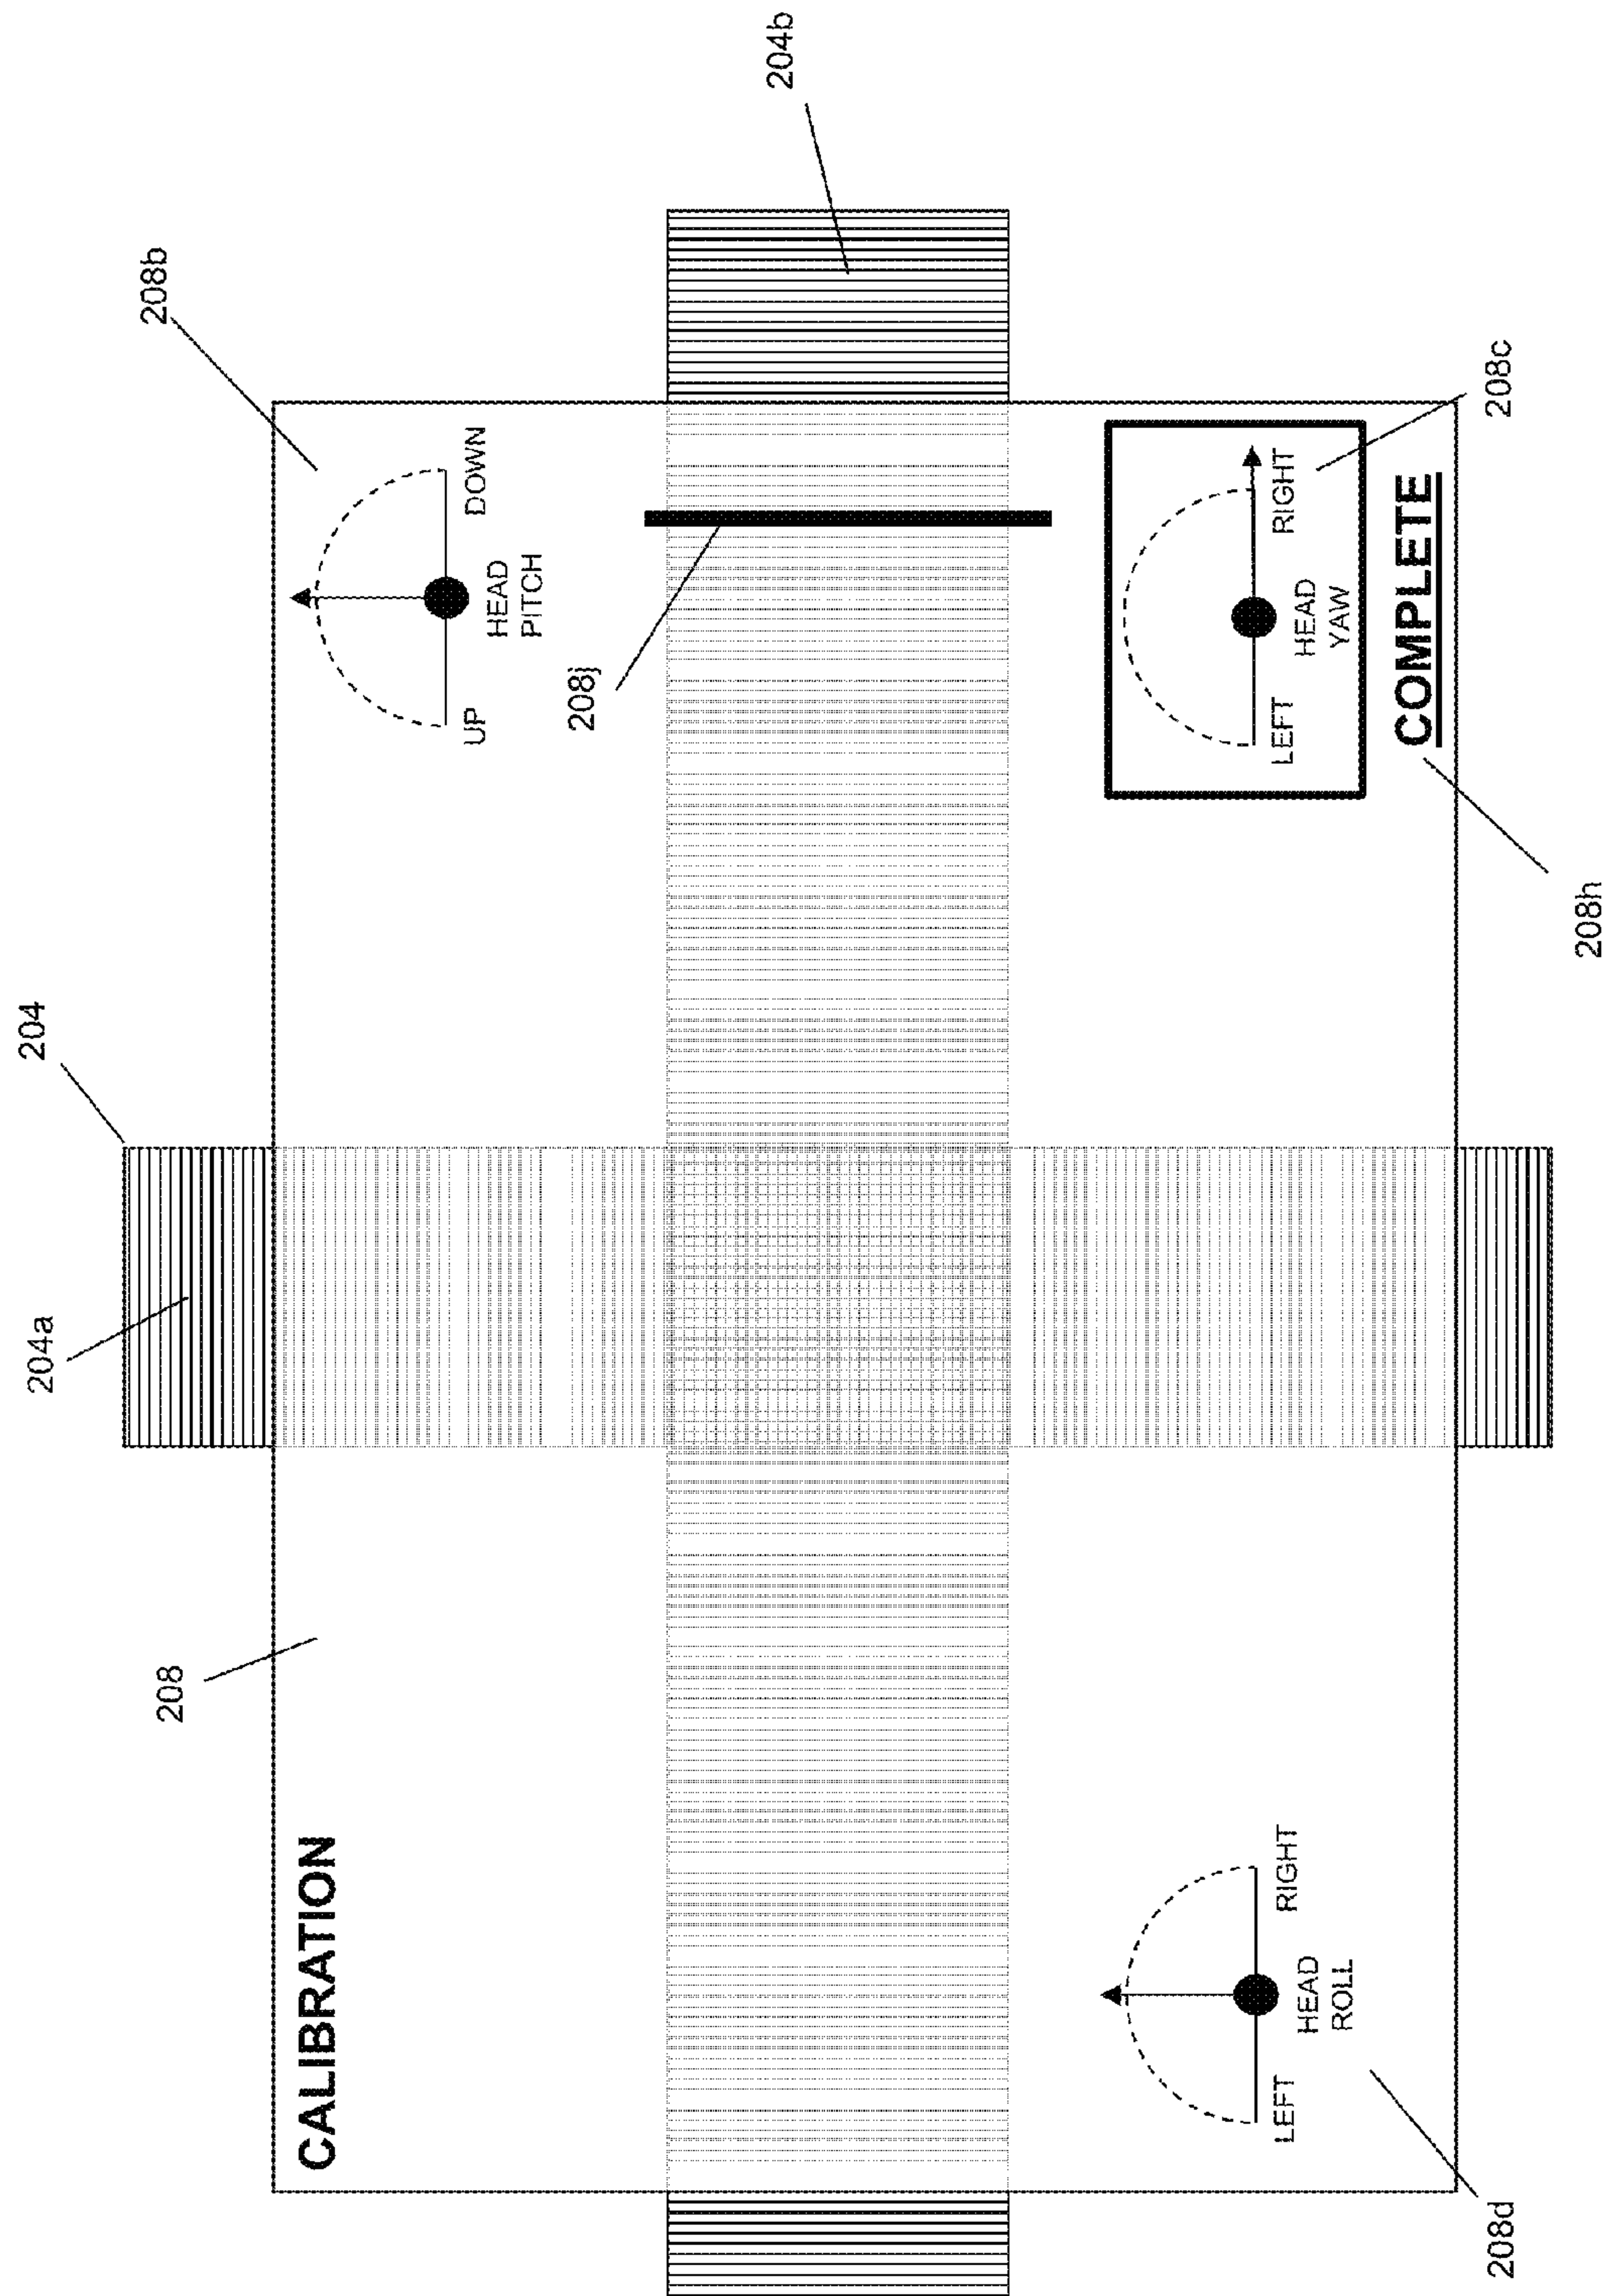 204
204a
208
208b
CALIBRATION
UP
DOWN
HEAD
PITCH
208j
204b
LEFT
RIGHT
HEAD
ROLL
LEFT
RIGHT
HEAD
YAW
COMPLETE
208d
208c
208h